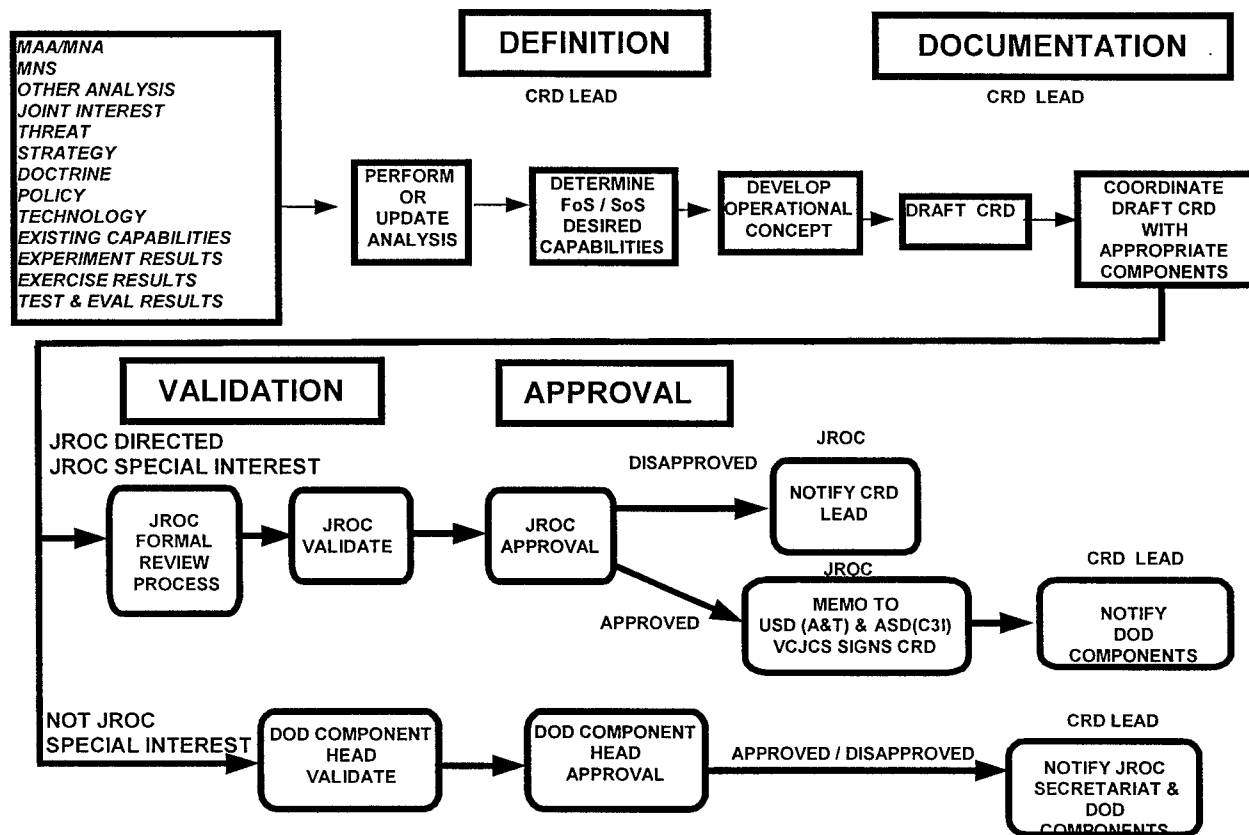 MAA/MNA
MNS
OTHER ANALYSIS
JOINT INTEREST
THREAT
STRATEGY
DOCTRINE
POLICY
TECHNOLOGY
EXISTING CAPABILITIES
EXPERIMENT RESULTS
EXERCISE RESULTS
TEST & EVAL RESULTS
DEFINITION
CRD LEAD
DOCUMENTATION
CRD LEAD
PERFORM
OR
UPDATE
ANALYSIS
DETERMINE
FoS / SoS
DESIRED
CAPABILITIES
DEVELOP
OPERATIONAL
CONCEPT
DRAFT CRD
COORDINATE
DRAFT CRD
WITH
APPROPRIATE
COMPONENTS
VALIDATION
APPROVAL
JROC DIRECTED
JROC SPECIAL INTEREST
JROC
FORMAL
REVIEW
PROCESS
JROC
VALIDATE
JROC
APPROVAL
DISAPPROVED
JROC
NOTIFY CRD
LEAD
APPROVED
JROC
MEMO TO
USD (A&T) & ASD(C3I)
VCJCS SIGNS CRD
CRD LEAD
NOTIFY
DOD
COMPONENTS
NOT JROC
SPECIAL INTEREST
DOD COMPONENT
HEAD
VALIDATE
DOD COMPONENT
HEAD
APPROVAL
APPROVED / DISAPPROVED
CRD LEAD
NOTIFY JROC
SECRETARIAT &
DOD
COMPONENTS